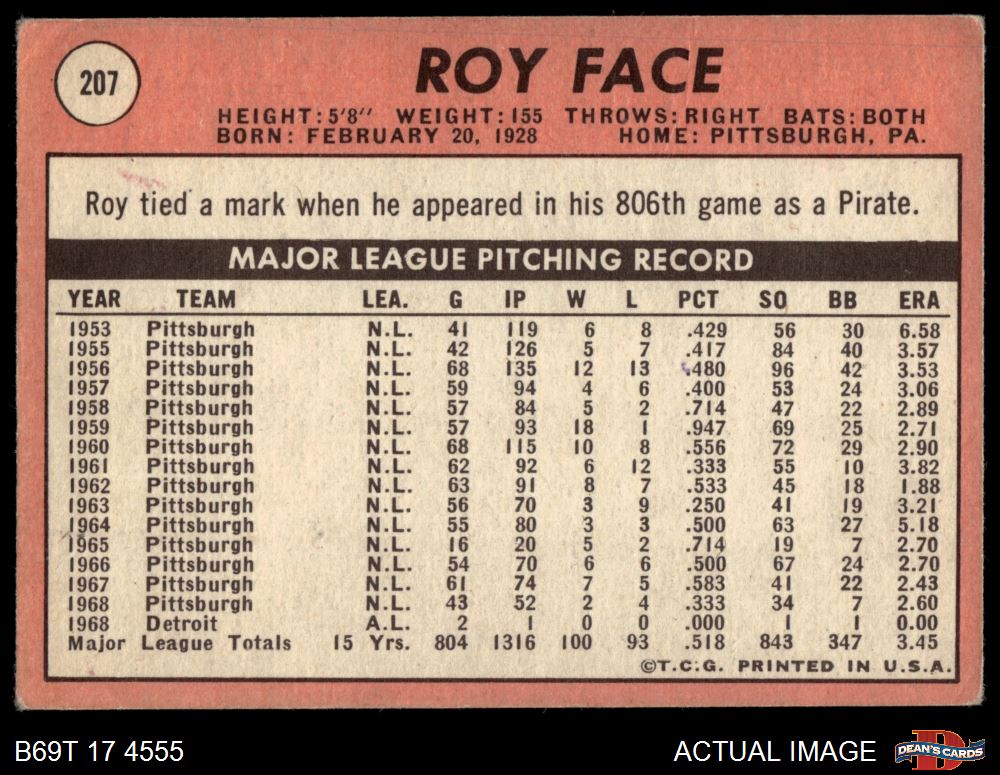 207
ROY FACE
HEIGHT: 5'8" WEIGHT: 155 THROWS: RIGHT BATS: BOTH
BORN: FEBRUARY 20, 1928 HOME: PITTSBURGH, PA.
Roy tied a mark when he appeared in his 806th game as a Pirate.
MAJOR LEAGUE PITCHING RECORD
YEAR TEAM LEA. G IP W L PCT SO BB ERA
1953 Pittsburgh N.L. 41 119 6 8 .429 56 30 6.58
1955 Pittsburgh N.L. 42 126 5 7 .417 84 40 3.57
1956 Pittsburgh N.L. 68 135 12 13 .480 96 42 3.53
1957 Pittsburgh N.L. 59 94 4 6 .400 53 24 3.06
1958 Pittsburgh N.L. 57 84 5 2 .714 47 22 2.89
1959 Pittsburgh N.L. 57 93 18 1 .947 69 25 2.71
1960 Pittsburgh N.L. 68 115 10 8 .556 72 29 2.90
1961 Pittsburgh N.L. 62 92 6 12 .333 55 10 3.82
1962 Pittsburgh N.L. 63 91 8 7 .533 45 18 1.88
1963 Pittsburgh N.L. 56 70 3 9 .250 41 19 3.21
1964 Pittsburgh N.L. 55 80 3 3 .500 63 27 5.18
1965 Pittsburgh N.L. 16 20 5 2 .714 19 7 2.70
1966 Pittsburgh N.L. 54 70 6 6 .500 67 24 2.70
1967 Pittsburgh N.L. 61 74 7 5 .583 41 22 2.43
1968 Pittsburgh N.L. 43 52 2 4 .333 34 7 2.60
1968 Detroit A.L. 2 1 0 0 .000 1 1 0.00
Major League Totals 15 Yrs. 804 1316 100 93 .518 843 347 3.45
©T.C.G. PRINTED IN U.S.A.
B69T 17 4555 ACTUAL IMAGE DEAN'S CARDS